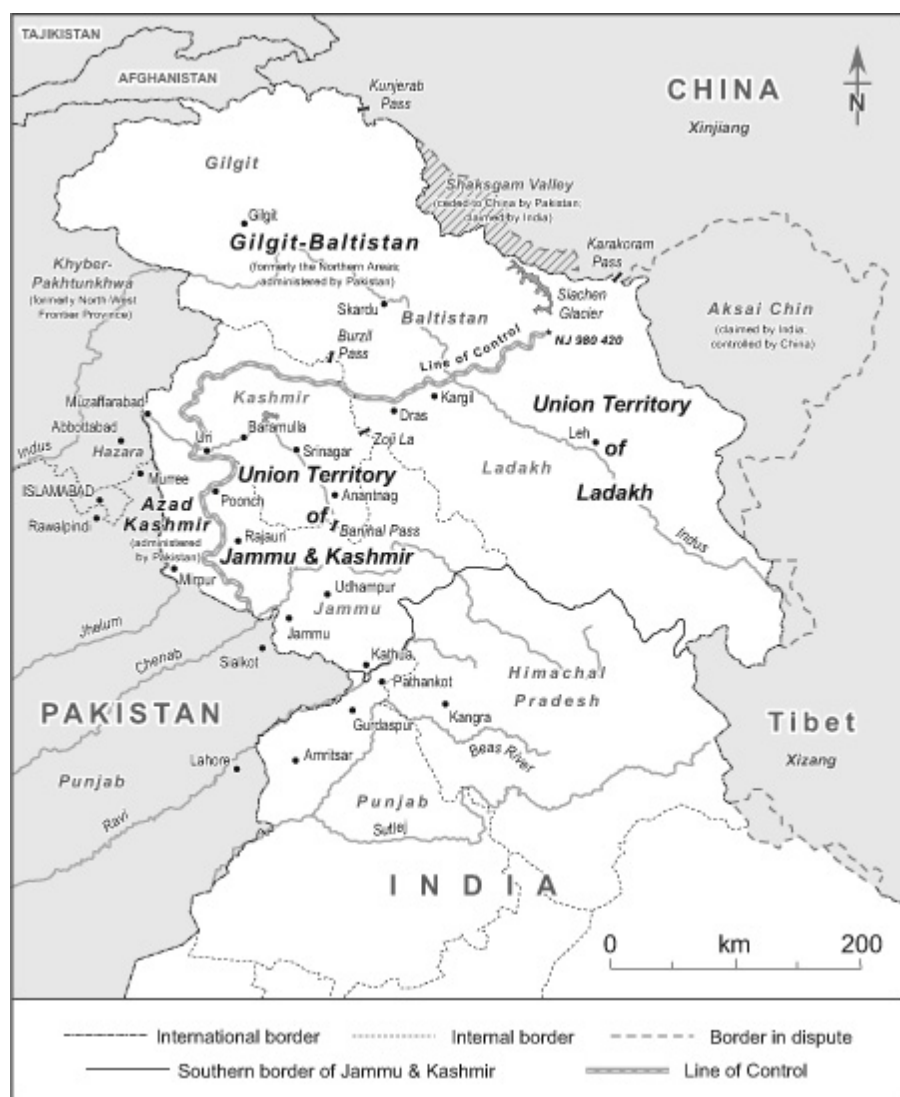 TAJIKISTAN
AFGHANISTAN
Kunjerab
Pass
CHINA
Xinjiang
N
Gilgit
Gilgit
Gilgit-Baltistan
(formerly the Northern Areas;
administered by Pakistan)
Shaksgam Valley
(ceded to China by Pakistan;
claimed by India)
Karakoram
Pass
Khyber-
Pakhtunkhwa
(formerly North-West
Frontier Province)
Skardu
Baltistan
Siachen
Glacier
Aksai Chin
(claimed by India;
controlled by China)
Burzil
Pass
Line of Control
NJ 980 420
Kashmir
Muzaffarabad
Dras
Kargil
Union Territory
of
Ladakh
Abbottabad
Hazara
Indus
Uri
Baramulla
Srinagar
Zoji La
Leh
Ladakh
Murree
ISLAMABAD
Rawalpindi
Azad
Kashmir
(administered
by Pakistan)
Poonch
Union Territory
of
Jammu & Kashmir
Anantnag
Banihal Pass
Rajauri
Indus
Mirpur
Udhampur
Jammu
Jammu
Jhelum
Chenab
Sialkot
Kathua
Pathankot
Himachal
Pradesh
PAKISTAN
Gurdaspur
Kangra
Tibet
Xizang
Lahore
Amritsar
Beas River
Punjab
Punjab
Ravi
Sutlej
INDIA
0 km 200
International border
Internal border
Border in dispute
Southern border of Jammu & Kashmir
Line of Control